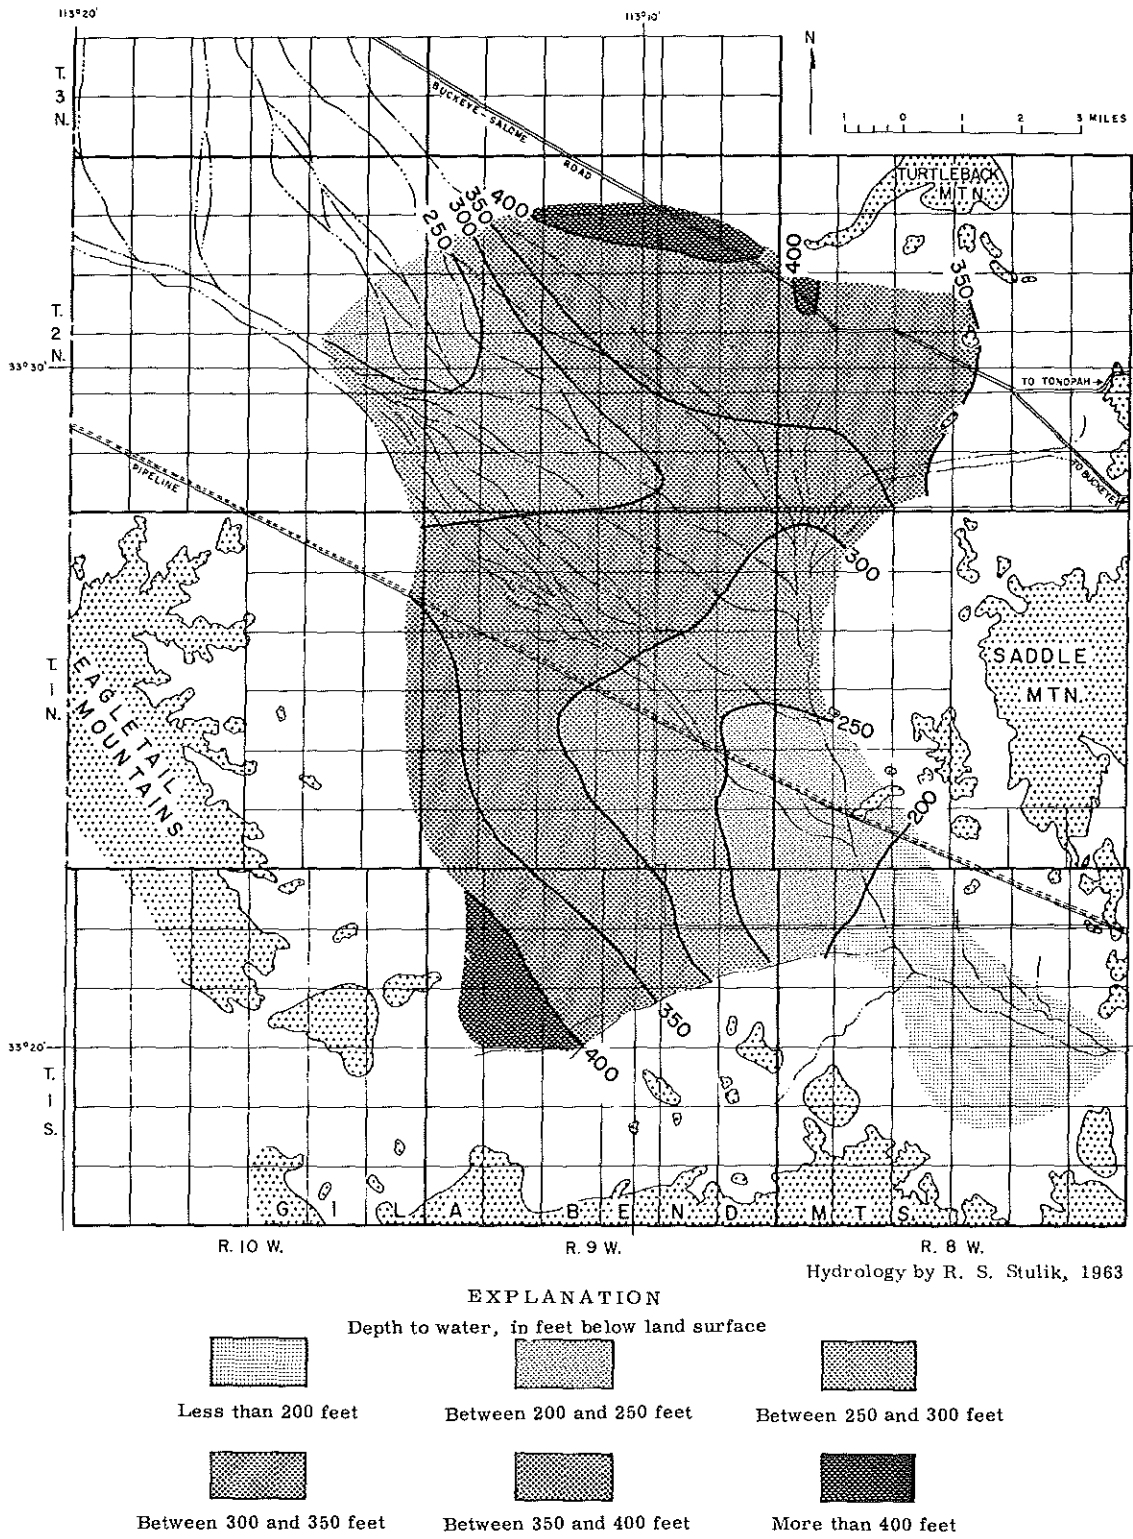 113°20'
113°10'
N
T.
3
N.
BUCKEYE-SALOME
ROAD
1 0 1 2 3 MILES
TURTLEBACK
MT'N.
400
350
300
250
400
350
T.
2
N.
33°30'
TO TONOPAH
PIPELINE
TO BUCKEYE
300
T.
1
N.
EAGLETAIL
MOUNTAINS
SADDLE
MTN.
250
200
350
400
33°20'
T.
1
S.
GILA BEND MTS.
R. 10 W.
R. 9 W.
R. 8 W.
Hydrology by R. S. Stulik, 1963
EXPLANATION
Depth to water, in feet below land surface
Less than 200 feet
Between 200 and 250 feet
Between 250 and 300 feet
Between 300 and 350 feet
Between 350 and 400 feet
More than 400 feet